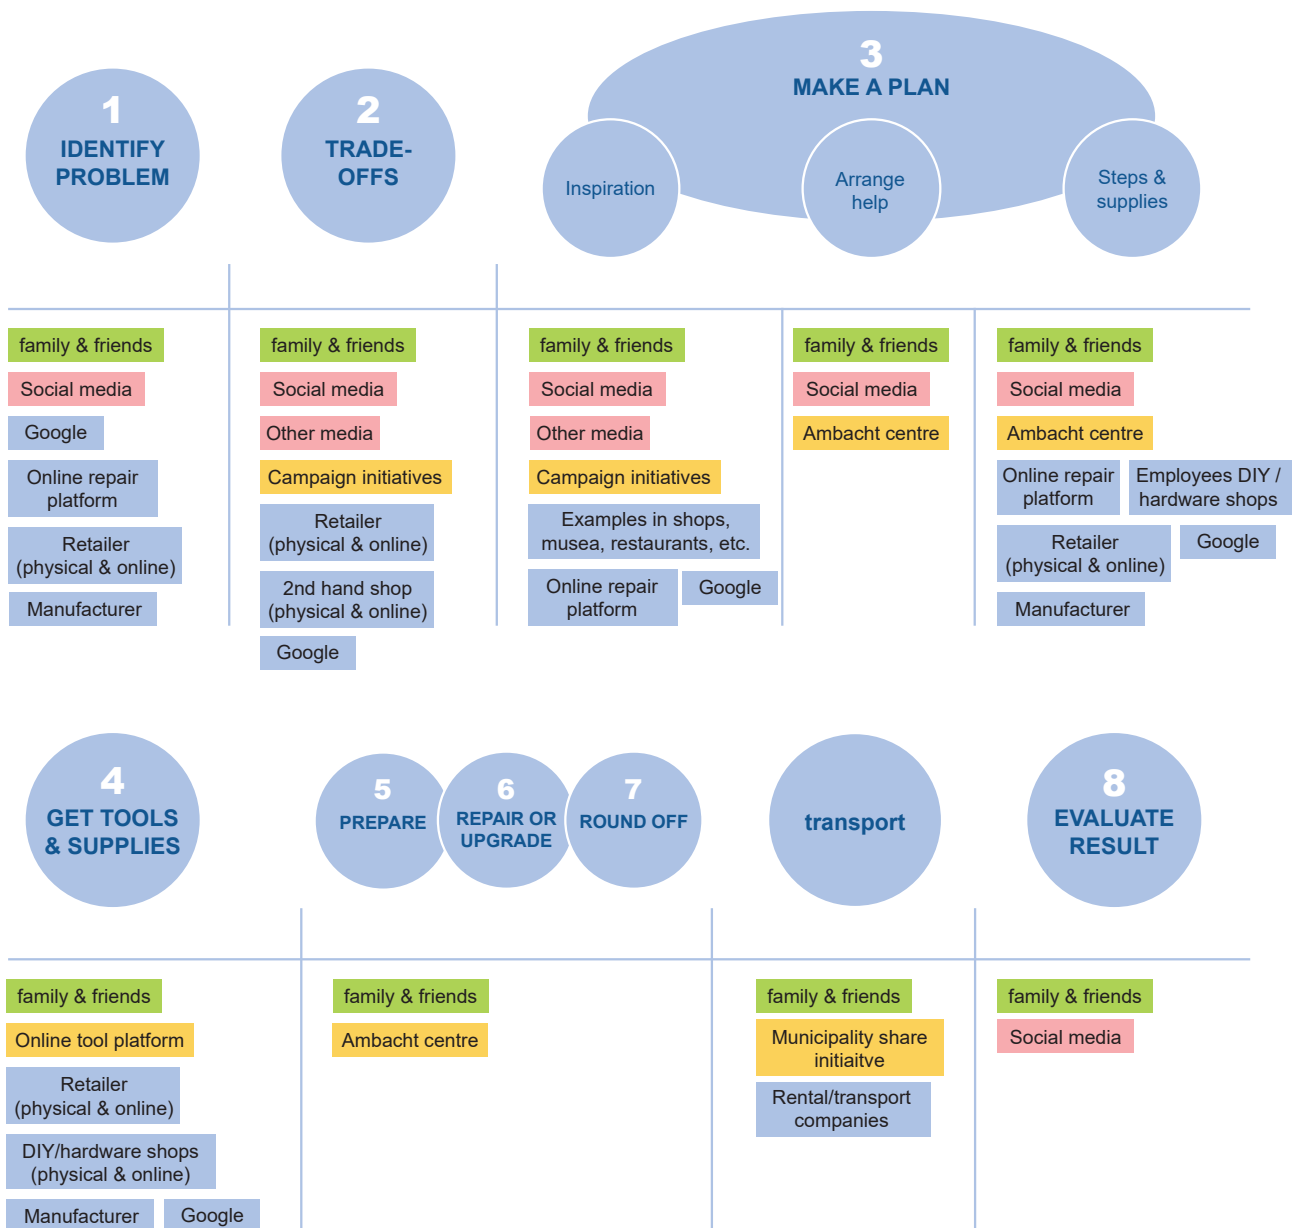 1
IDENTIFY
PROBLEM
2
TRADE-
OFFS
3
MAKE A PLAN
Inspiration
Arrange
help
Steps &
supplies
family & friends
Social media
Google
Online repair
platform
Retailer
(physical & online)
Manufacturer
family & friends
Social media
Other media
Campaign initiatives
Retailer
(physical & online)
2nd hand shop
(physical & online)
Google
family & friends
Social media
Other media
Campaign initiatives
Examples in shops,
musea, restaurants, etc.
Online repair
platform
Google
family & friends
Social media
Ambacht centre
family & friends
Social media
Ambacht centre
Online repair
platform
Employees DIY /
hardware shops
Retailer
(physical & online)
Google
Manufacturer
4
GET TOOLS
& SUPPLIES
5
PREPARE
6
REPAIR OR
UPGRADE
7
ROUND OFF
transport
8
EVALUATE
RESULT
family & friends
Online tool platform
Retailer
(physical & online)
DIY/hardware shops
(physical & online)
Manufacturer
Google
family & friends
Ambacht centre
family & friends
Municipality share
initiaitve
Rental/transport
companies
family & friends
Social media